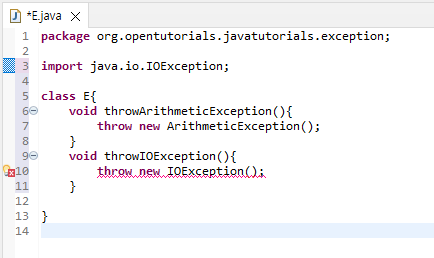 *E.java
1 package org.opentutorials.javatutorials.exception;
2
3 import java.io.IOException;
4
5 class E{
6 void throwArithmeticException(){
7 throw new ArithmeticException();
8 }
9 void throwIOException(){
10 throw new IOException();
11 }
12
13 }
14